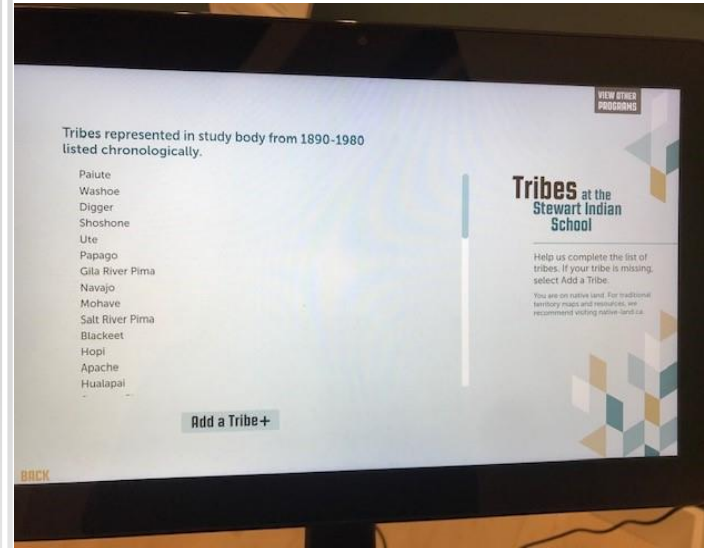 VIEW OTHER
PROGRAMS
Tribes represented in study body from 1890-1980
listed chronologically.
Paiute
Washoe
Digger
Shoshone
Ute
Papago
Gila River Pima
Navajo
Mohave
Salt River Pima
Blackeet
Hopi
Apache
Hualapai
Add a Tribe+
BACK
Tribes at the
Stewart Indian
School
Help us complete the list of
tribes. If your tribe is missing,
select Add a Tribe.
You are on native land. For traditional
territory maps and resources, we
recommend visiting native-land.ca.